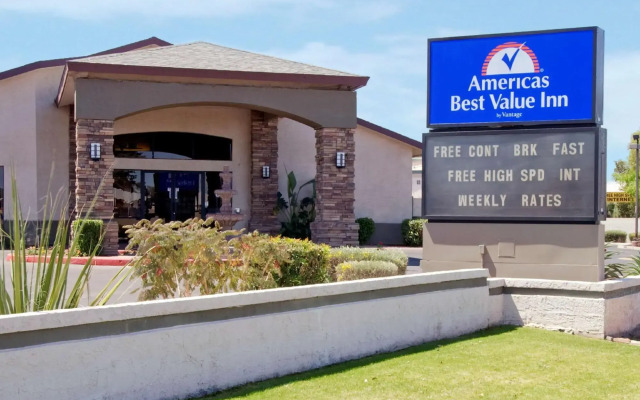 Americas
Best Value Inn
by Vantage
FREE CONT BRK FAST
FREE HIGH SPD INT
WEEKLY RATES